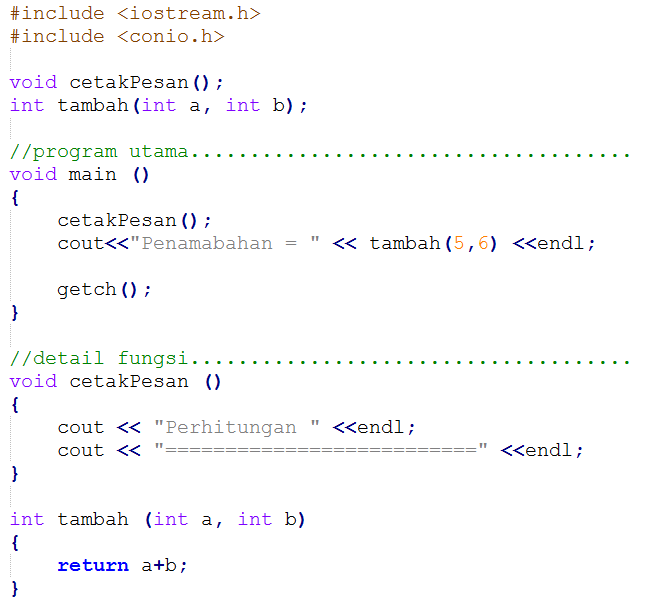 #include <iostream.h>
#include <conio.h>
void cetakPesan();
int tambah(int a, int b);
//program utama.....................................
void main ()
{
cetakPesan();
cout<<"Penamabahan = " << tambah(5,6) <<endl;
getch();
}
//detail fungsi.....................................
void cetakPesan ()
{
cout << "Perhitungan " <<endl;
cout << "==========================" <<endl;
}
int tambah (int a, int b)
{
return a+b;
}